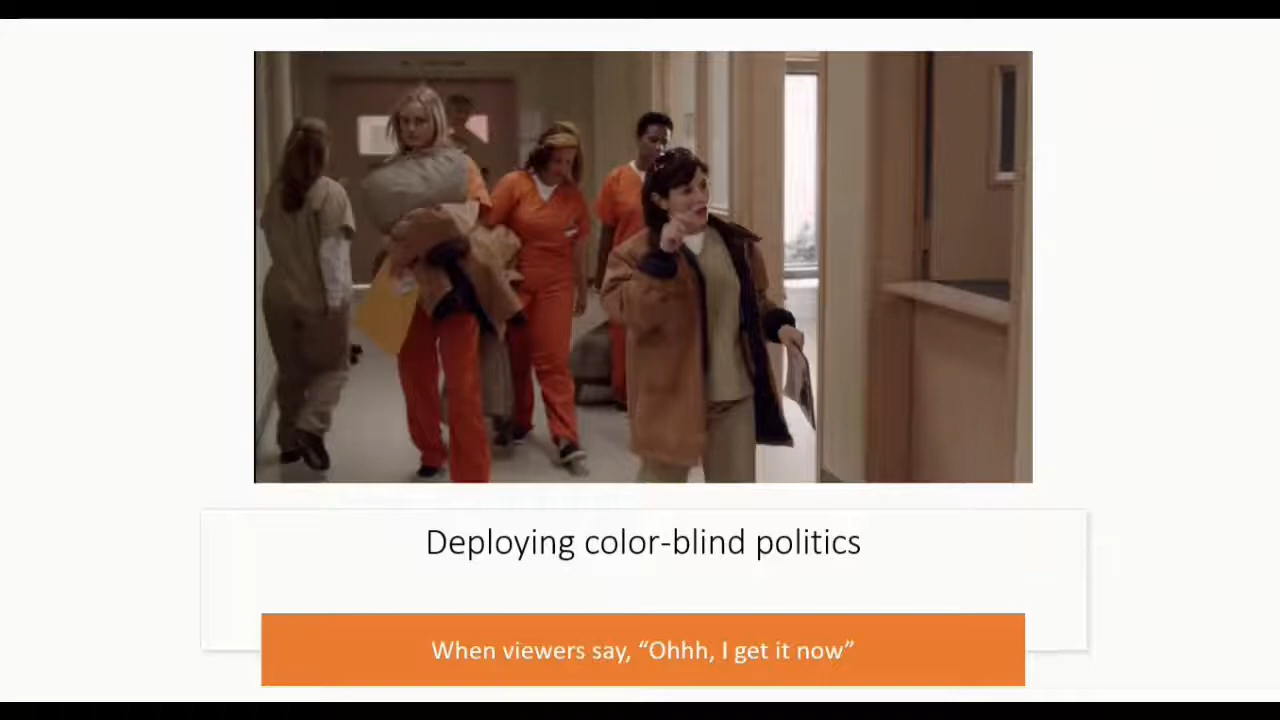 Deploying color-blind politics
When viewers say, “Ohhh, I get it now”